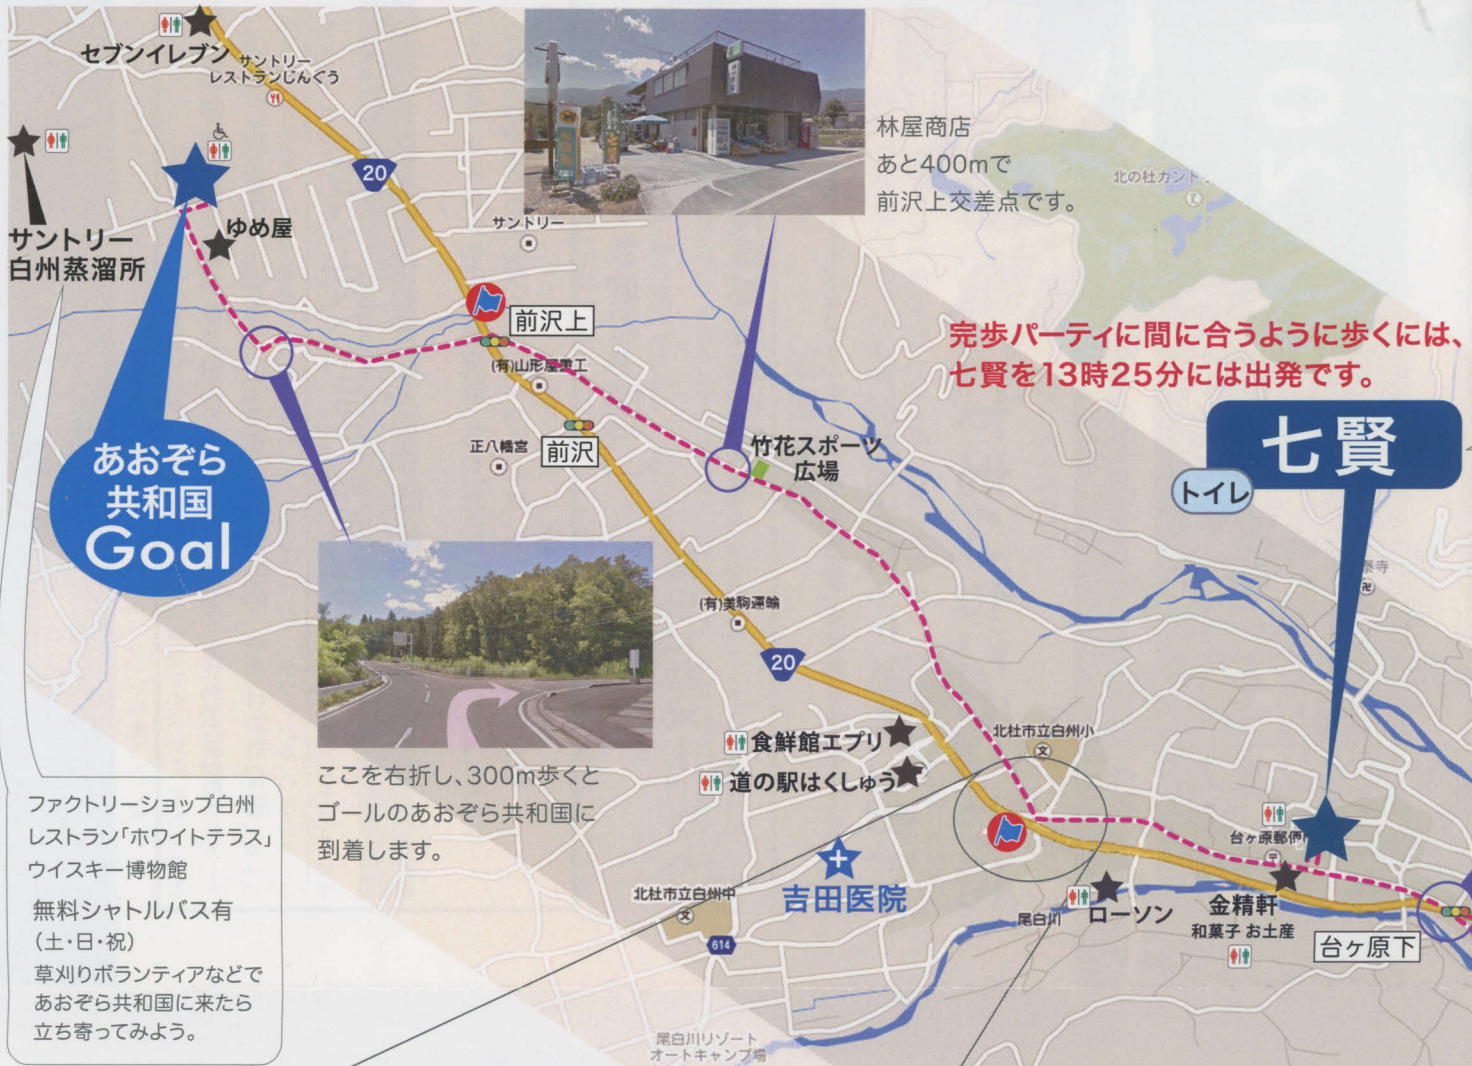 セブンイレブン
サントリー
レストランじんぐう
20
サントリー
白州蒸溜所
ゆめ屋
サントリー
林屋商店
あと400mで
前沢上交差点です。
前沢上
(有)山形屋重工
正八幡宮
前沢
竹花スポーツ
広場
完歩パーティに間に合うように歩くには、
七賢を13時25分には出発です。
七賢
トイレ
あおぞら
共和国
Goal
(有)美駒運輸
20
食鮮館エプリ
道の駅はくしゅう
北杜市立白州小
文
ここを右折し、300m歩くと
ゴールのあおぞら共和国に
到着します。
吉田医院
北杜市立白州中
文
614
尾白川
ローソン
台ヶ原郵便
金精軒
和菓子 お土産
台ヶ原下
尾白川リゾート
オートキャンプ場
ファクトリーショップ白州
レストラン「ホワイトテラス」
ウイスキー博物館
無料シャトルバス有
(土・日・祝)
草刈りボランティアなどで
あおぞら共和国に来たら
立ち寄ってみよう。
北の杜カント